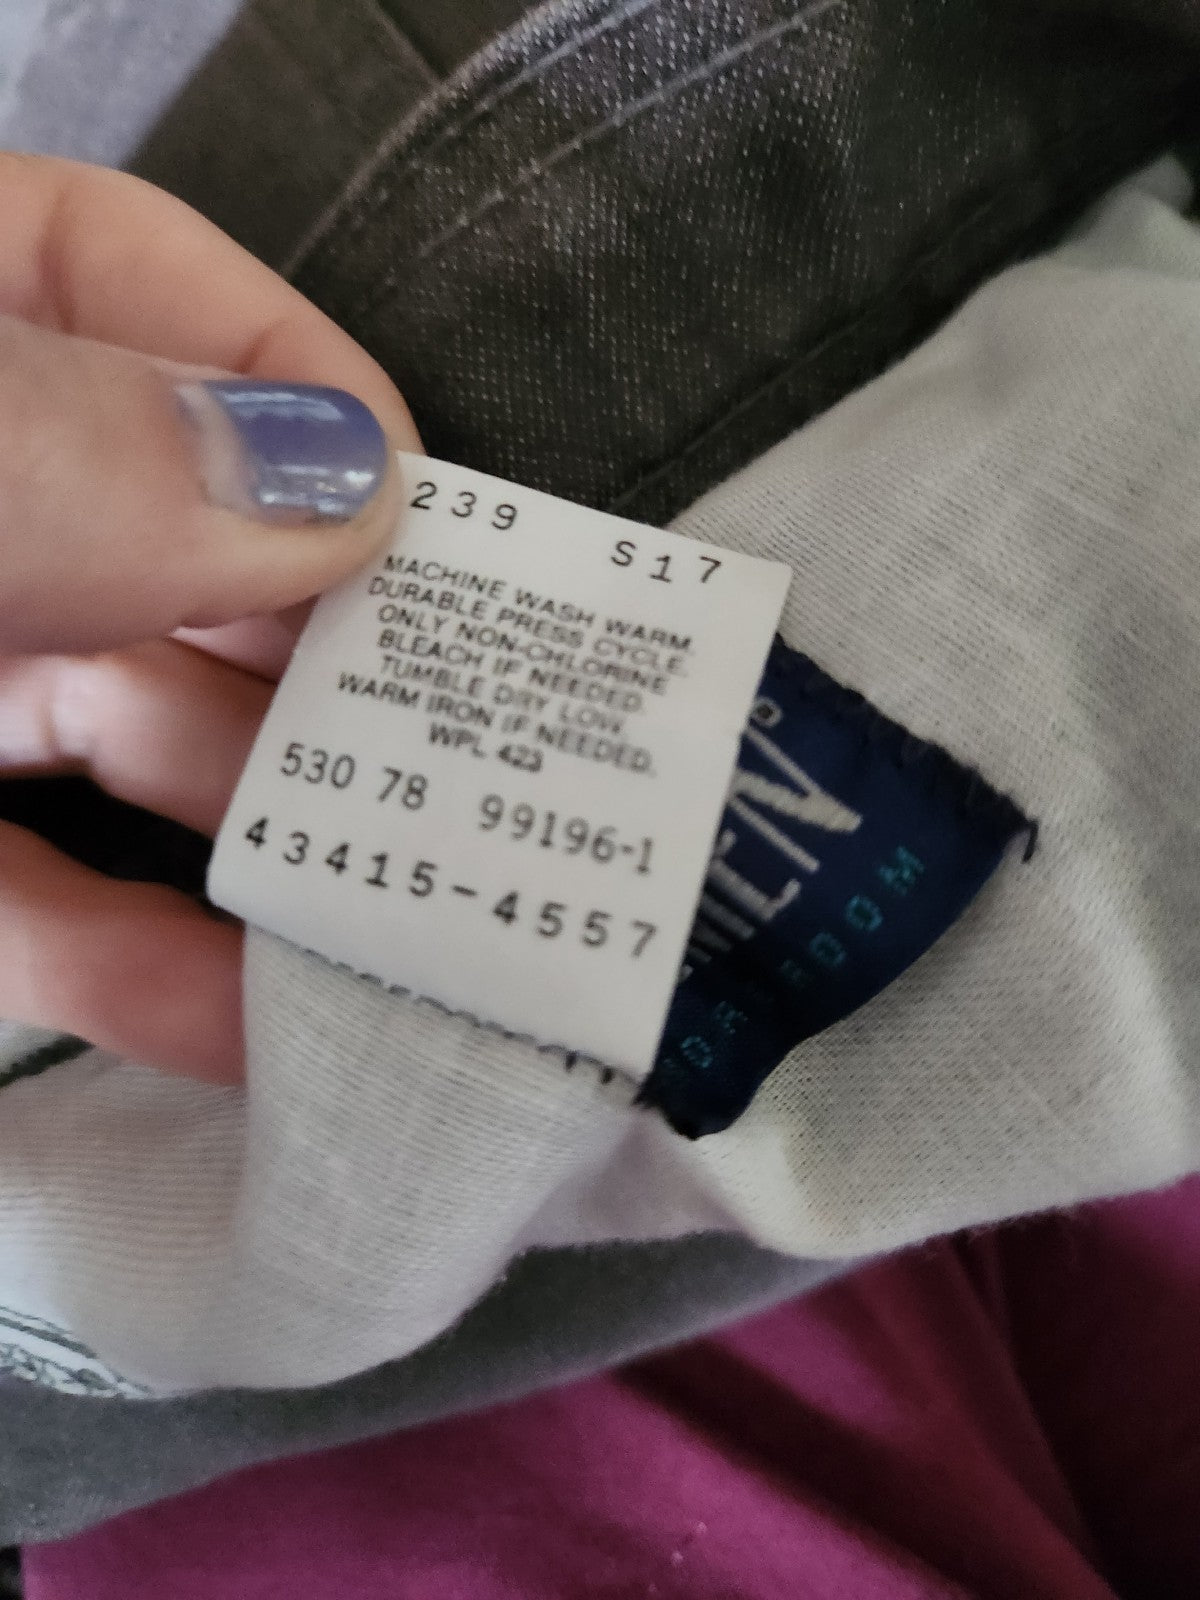 239 S17
MACHINE WASH WARM
DURABLE PRESS CYCLE.
ONLY NON-CHLORINE
BLEACH IF NEEDED.
TUMBLE DRY LOW.
WARM IRON IF NEEDED.
WPL 423
530 78 99196-1
43415-4557